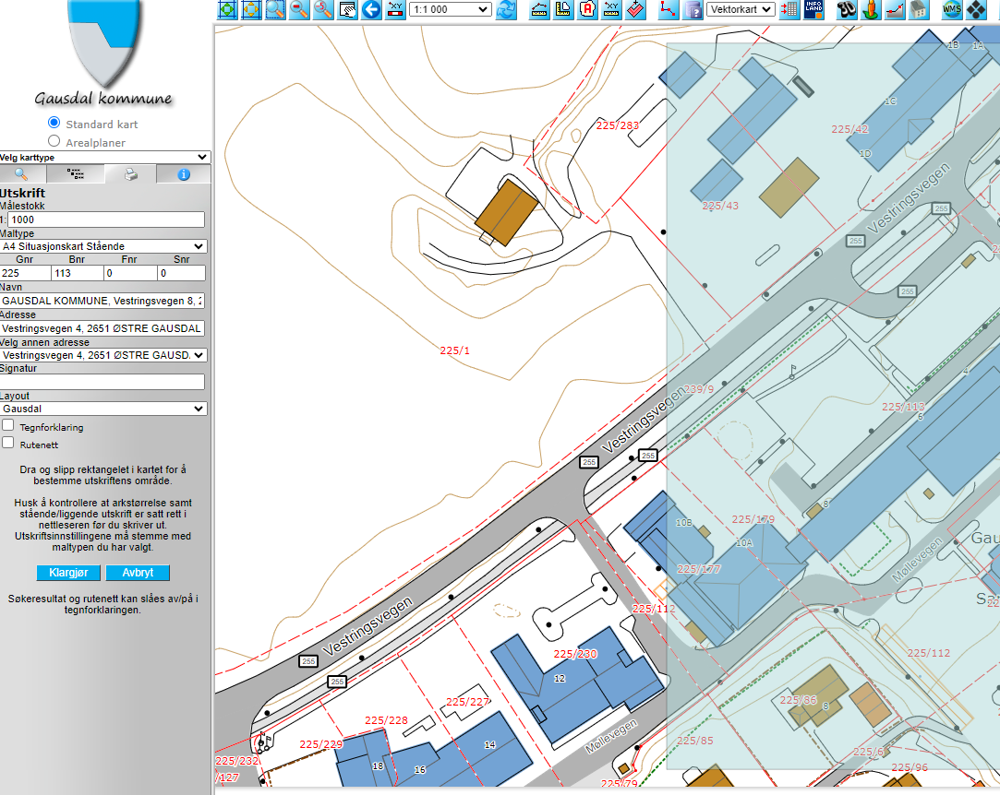 Gausdal kommune
Standard kart
Arealplaner
Velg karttype
Utskrift
Målestokk
1: 1000
Maltype
A4 Situasjonskart Stående
Gnr Bnr Fnr Snr
225 113 0 0
Navn
GAUSDAL KOMMUNE, Vestringsvegen 8, 2
Adresse
Vestringsvegen 4, 2651 ØSTRE GAUSDAL
Velg annen adresse
Vestringsvegen 4, 2651 ØSTRE GAUSD.
Signatur
Layout
Gausdal
Tegnforklaring
Rutenett
Dra og slipp rektangelet i kartet for å
bestemme utskriftens område.
Husk å kontrollere at arkstørrelse samt
stående/liggende utskrift er satt rett i
nettleseren før du skriver ut.
Utskriftsinnstillingene må stemme med
maltypen du har valgt.
Klargjør Avbryt
Søkeresultat og rutenett kan slåes av/på i
tegnforklaringen.
1:1 000
Vektorkart
INFO
LAND
3D
WMS
1B
1A
1C
225/283
225/42
1D
Vestringsvegen
225/43
255
255
255
225/1
4
239/9
225/113
6
Vestringsvegen
255
255
8
225/179
10B
10A
Gau
225/177
Møllevegen
225/112
Vestringsvegen
225/230
225/112
255
12
255
225/227
225/86
8
225/228
Møllevegen
225/229
14
225/85
225/6
225/232
18
16
225/96
/127
225/79